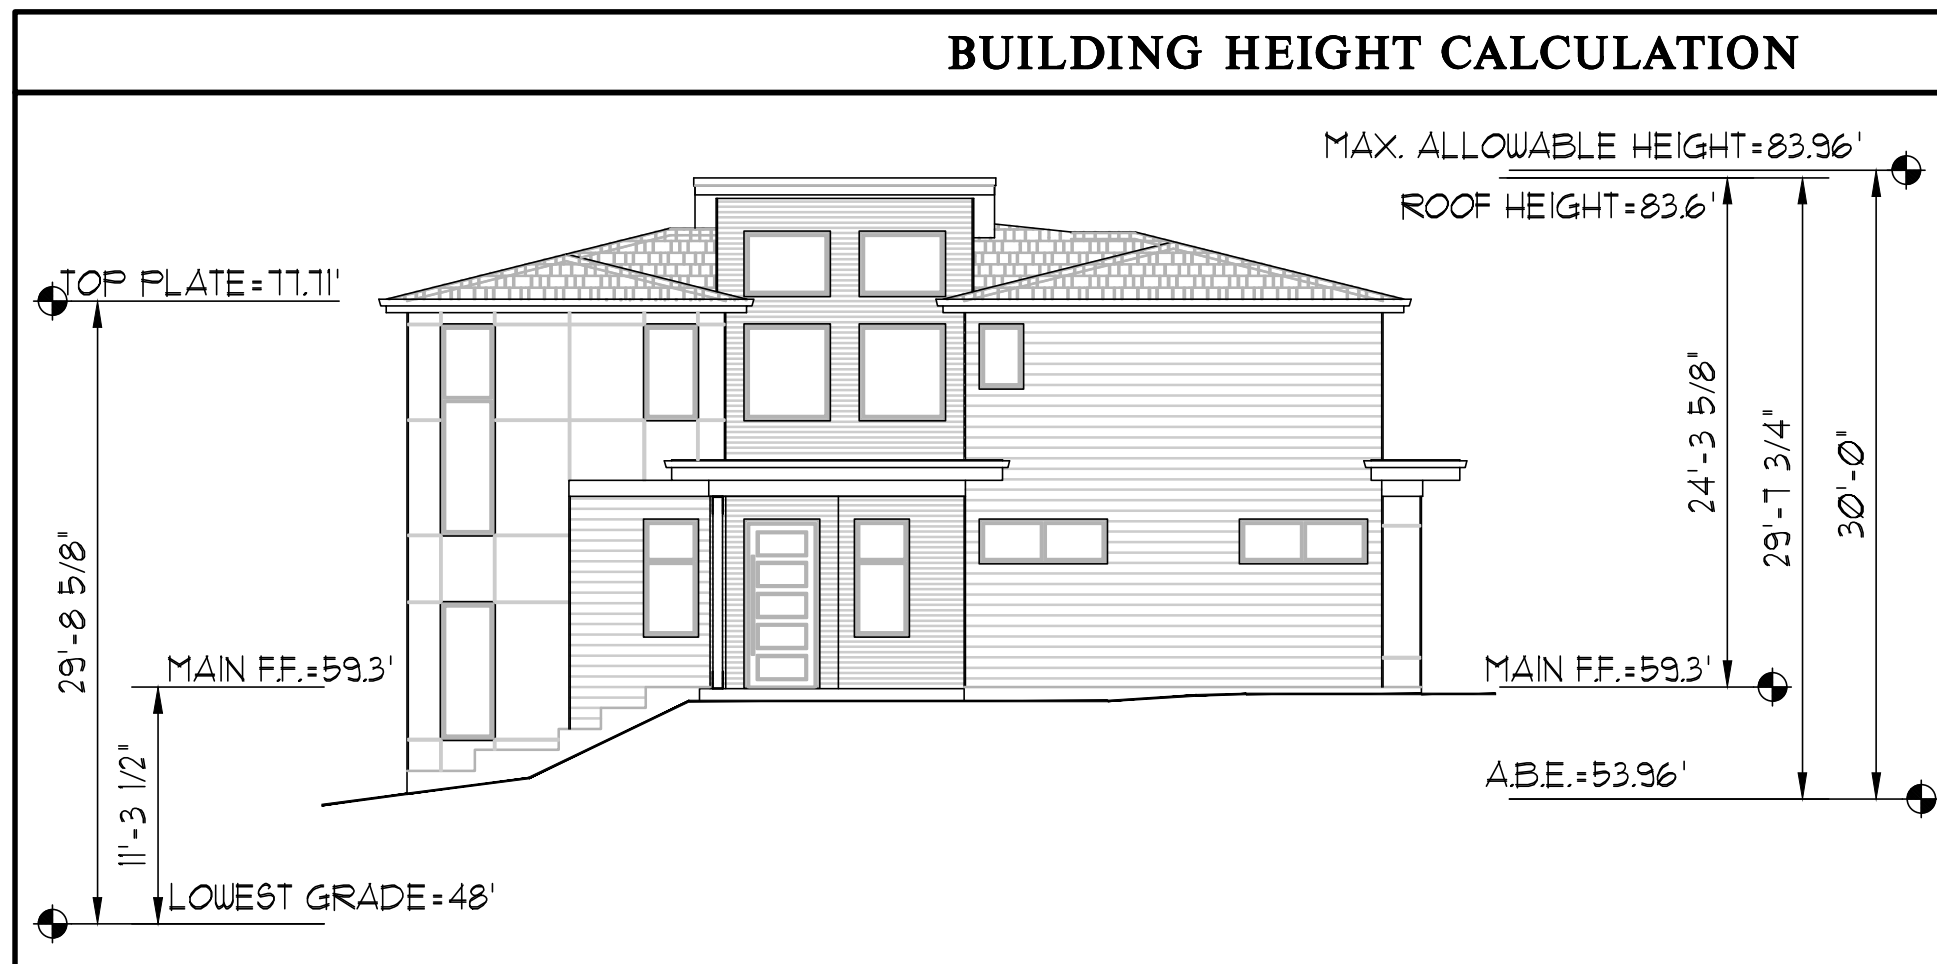 BUILDING HEIGHT CALCULATION
MAX. ALLOWABLE HEIGHT=83.96'
ROOF HEIGHT=83.6'
TOP PLATE=77.71'
24'-3 5/8"
29'-7 3/4"
30'-0"
29'-8 5/8"
MAIN F.F.=59.3'
MAIN F.F.=59.3'
11'-3 1/2"
A.B.E.=53.96'
LOWEST GRADE=48'